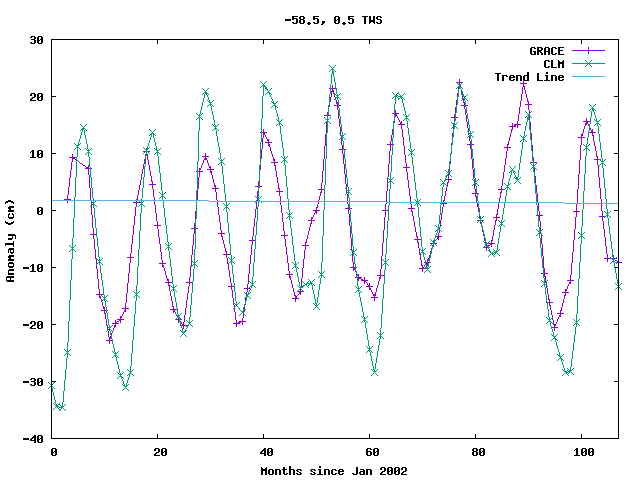 -58.5, 0.5 TWS
GRACE
CLM
Trend Line
30
20
10
0
-10
-20
-30
-40
Anomaly (cm)
0 20 40 60 80 100
Months since Jan 2002